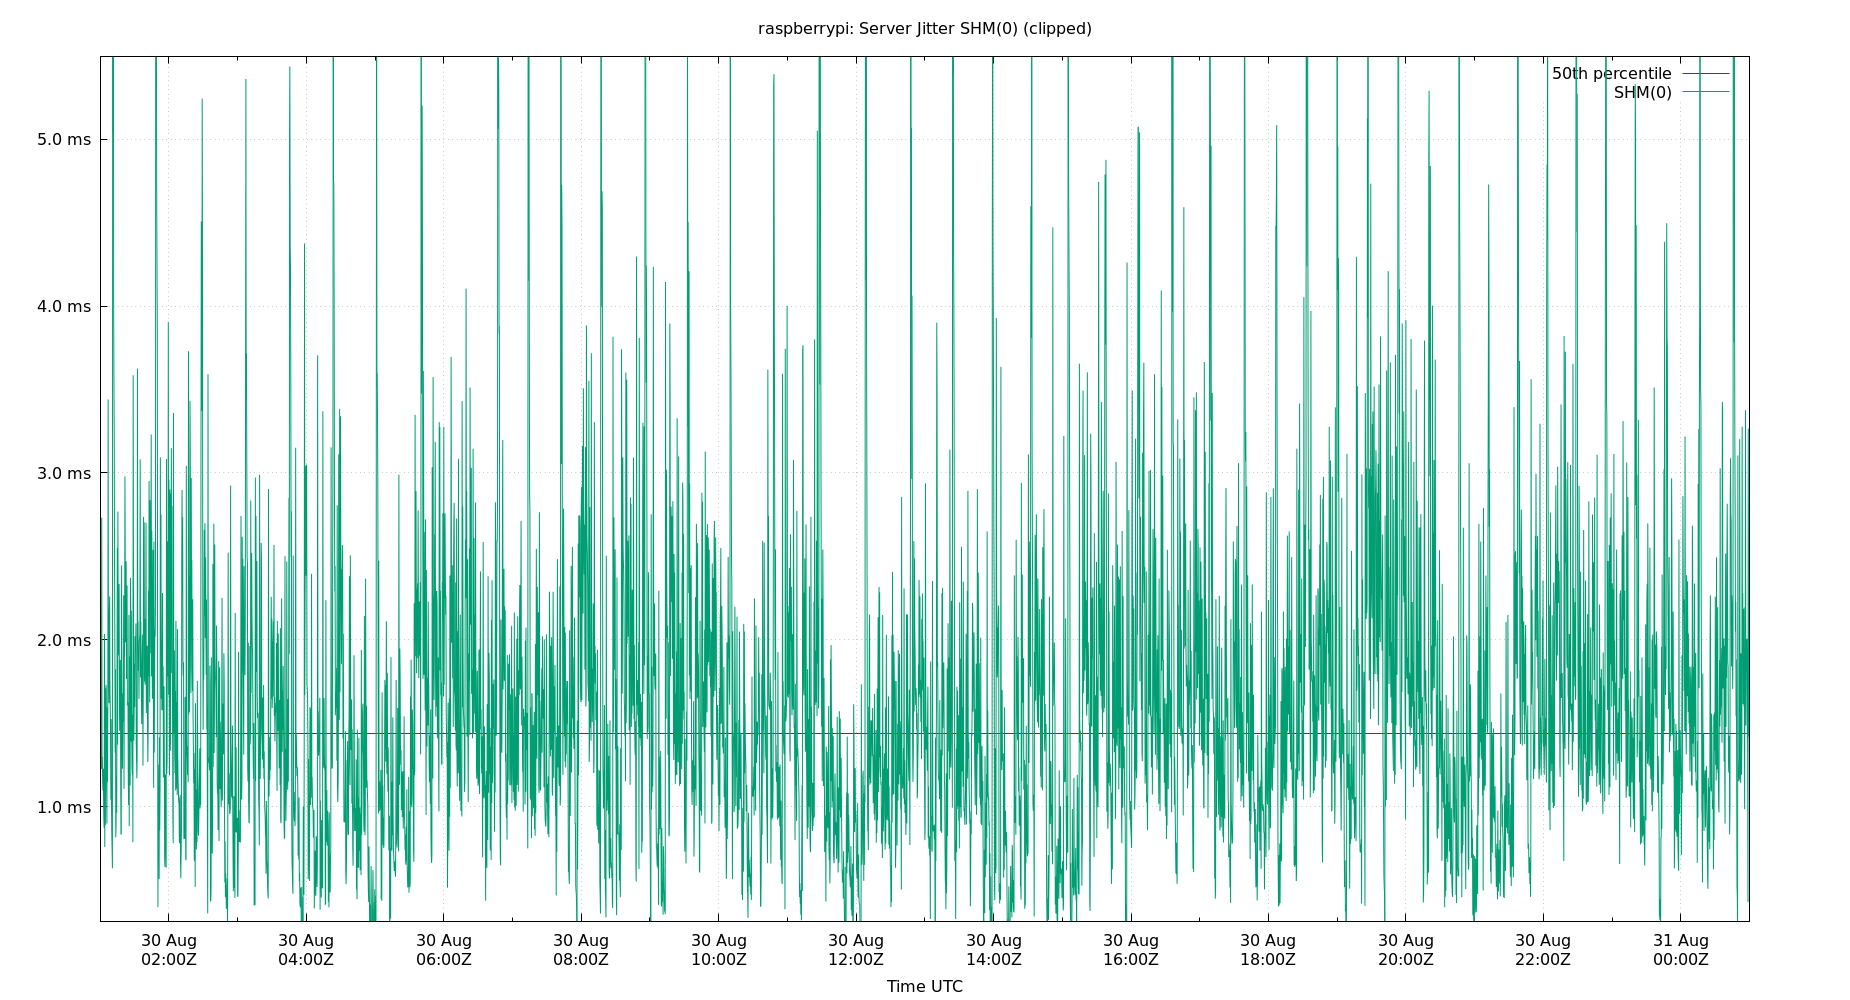 raspberrypi: Server Jitter SHM(0) (clipped)
50th percentile
SHM(0)
5.0 ms
4.0 ms
3.0 ms
2.0 ms
1.0 ms
30 Aug 30 Aug 30 Aug 30 Aug 30 Aug 30 Aug 30 Aug 30 Aug 30 Aug 30 Aug 30 Aug 31 Aug
02:00Z 04:00Z 06:00Z 08:00Z 10:00Z 12:00Z 14:00Z 16:00Z 18:00Z 20:00Z 22:00Z 00:00Z
Time UTC